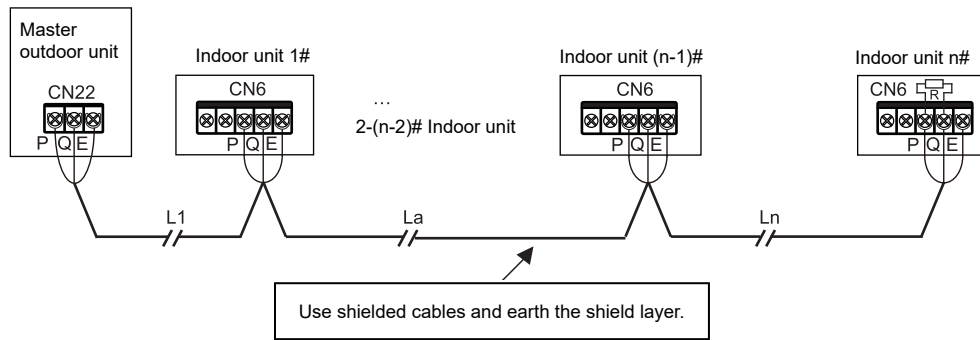 Master
outdoor unit
CN22
P Q E
Indoor unit 1#
CN6
P Q E
...
2-(n-2)# Indoor unit
Indoor unit (n-1)#
CN6
P Q E
Indoor unit n#
CN6
R
P Q E
L1
La
Ln
Use shielded cables and earth the shield layer.